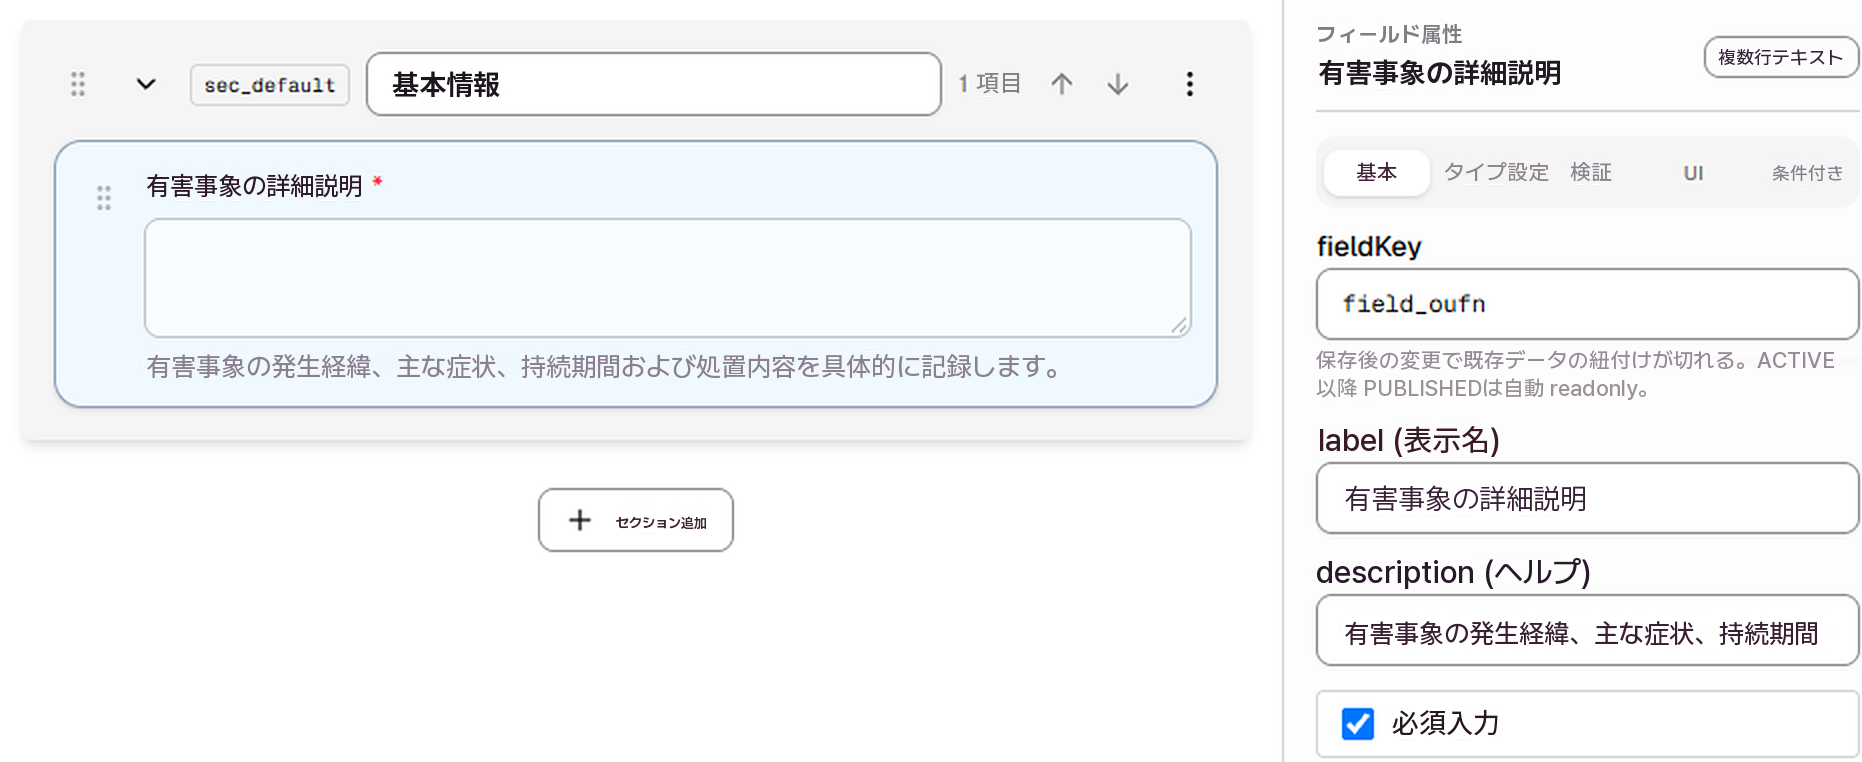 sec_default 基本情報 1 項目
有害事象の詳細説明 *
有害事象の発生経緯、主な症状、持続期間および処置内容を具体的に記録します。
セクション追加
フィールド属性
有害事象の詳細説明
複数行テキスト
基本 タイプ設定 検証 UI 条件付き
fieldKey
field_oufn
保存後の変更で既存データの紐付けが切れる。ACTIVE
以降 PUBLISHEDは自動 readonly。
label (表示名)
有害事象の詳細説明
description (ヘルプ)
有害事象の発生経緯、主な症状、持続期間
必須入力